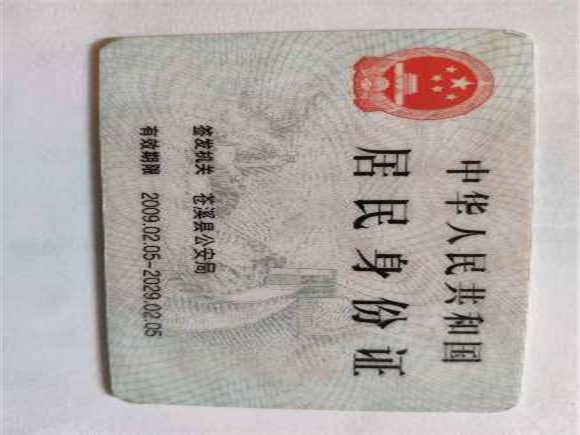 中华人民共和国
居民身份证
签发机关 苍溪县公安局
有效期限 2009.02.05-2029.02.05